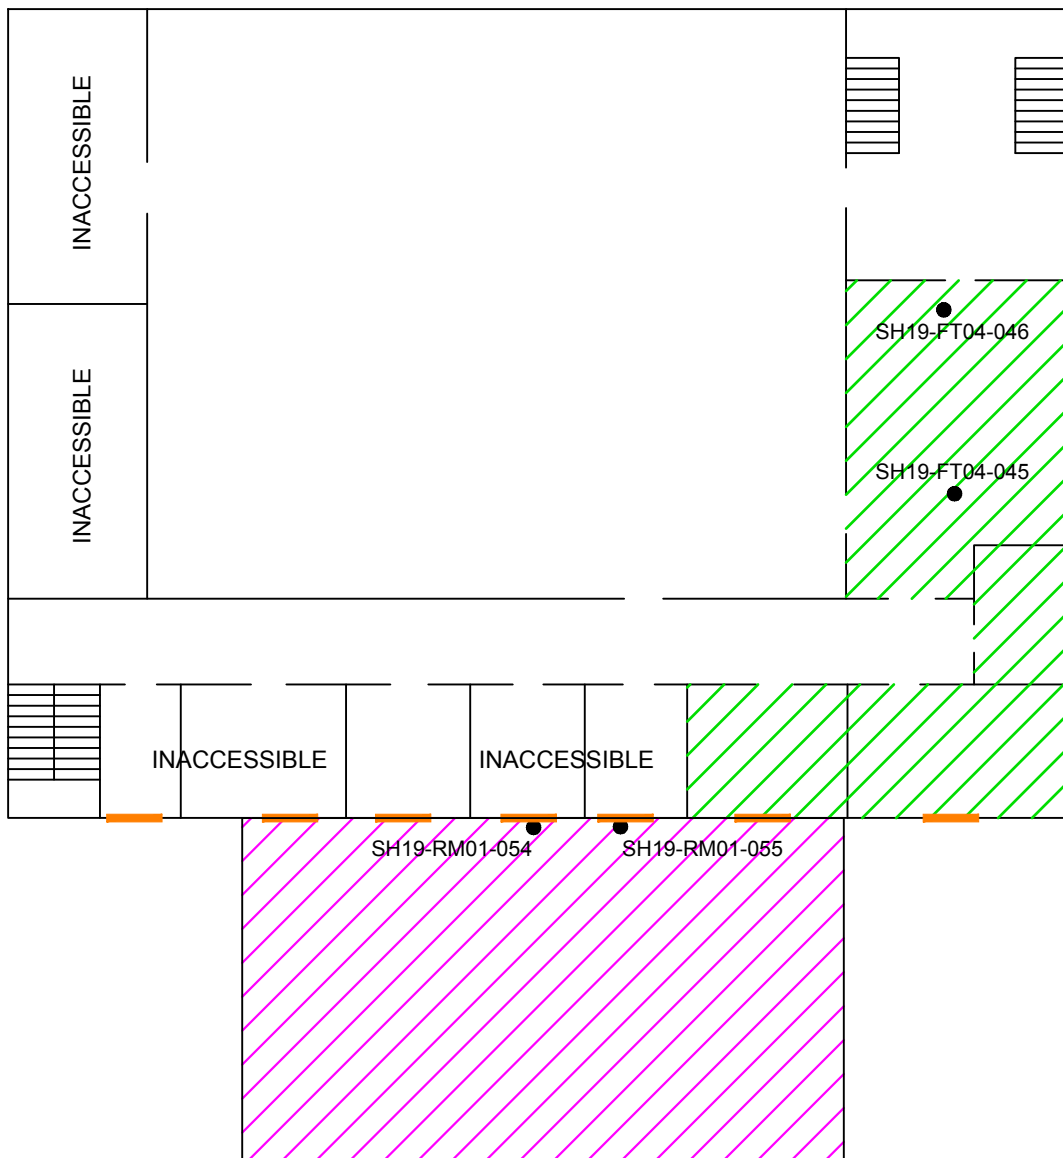 INACCESSIBLE
SH19-FT04-046
INACCESSIBLE
SH19-FT04-045
INACCESSIBLE
INACCESSIBLE
SH19-RM01-054
SH19-RM01-055